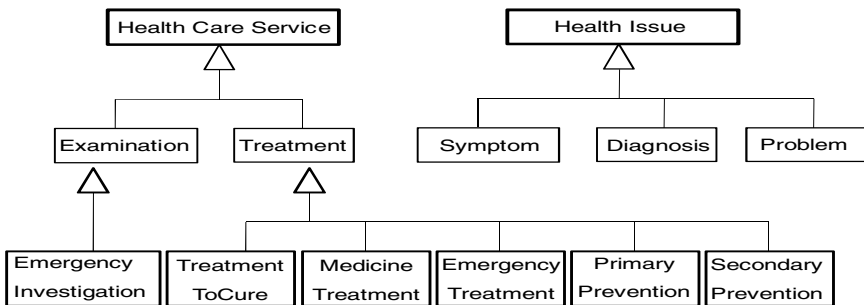 Health Care Service
Health Issue
Examination
Treatment
Symptom
Diagnosis
Problem
Emergency
Investigation
Treatment
ToCure
Medicine
Treatment
Emergency
Treatment
Primary
Prevention
Secondary
Prevention